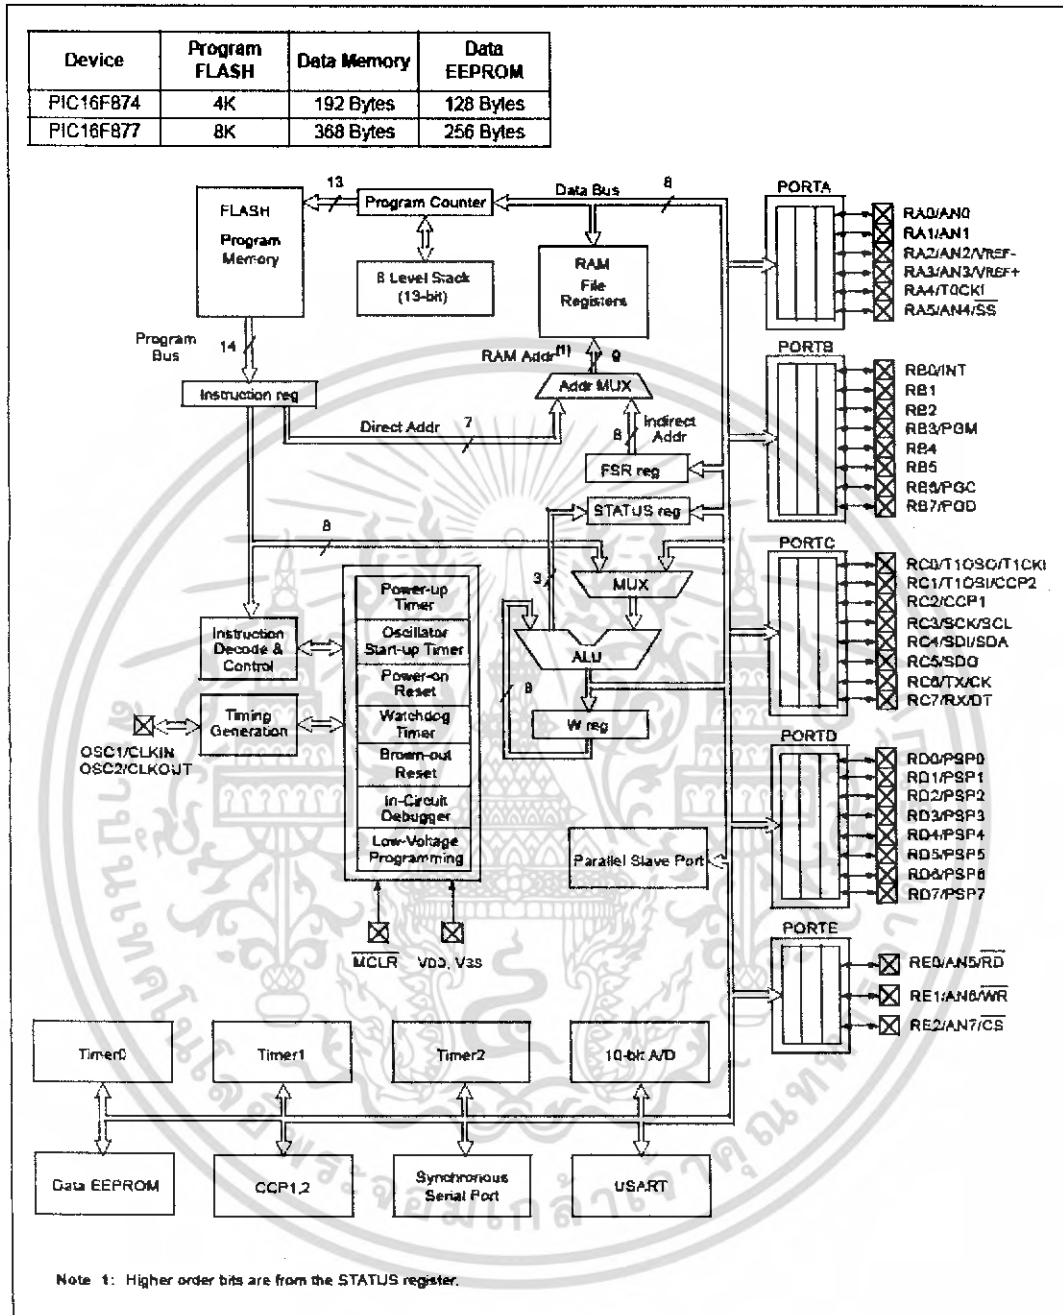 Device Program FLASH Data Memory Data EEPROM
PIC16F874 4K 192 Bytes 128 Bytes
PIC16F877 8K 368 Bytes 256 Bytes
FLASH
Program
Memory
13
Program Counter
8 Level Stack
(13-bit)
Data Bus
8
RAM
File
Registers
Program
Bus
14
RAM Addr(1)
9
Addr MUX
Instruction reg
Direct Addr
7
8
Indirect
Addr
FSR reg
STATUS reg
8
3
MUX
ALU
8
W reg
Instruction
Decode &
Control
Timing
Generation
OSC1/CLKIN
OSC2/CLKOUT
Power-up
Timer
Oscillator
Start-up Timer
Power-on
Reset
Watchdog
Timer
Brown-out
Reset
In-Circuit
Debugger
Low-Voltage
Programming
MCLR
VDD, VSS
Parallel Slave Port
PORTA
RA0/AN0
RA1/AN1
RA2/AN2/VREF-
RA3/AN3/VREF+
RA4/T0CKI
RA5/AN4/SS
PORTB
RB0/INT
RB1
RB2
RB3/PGM
RB4
RB5
RB6/PGC
RB7/PGD
PORTC
RC0/T1OSO/T1CKI
RC1/T1OSI/CCP2
RC2/CCP1
RC3/SCK/SCL
RC4/SDI/SDA
RC5/SDO
RC6/TX/CK
RC7/RX/DT
PORTD
RD0/PSP0
RD1/PSP1
RD2/PSP2
RD3/PSP3
RD4/PSP4
RD5/PSP5
RD6/PSP6
RD7/PSP7
PORTE
RE0/AN5/RD
RE1/AN6/WR
RE2/AN7/CS
Timer0
Timer1
Timer2
10-bit A/D
Data EEPROM
CCP1,2
Synchronous
Serial Port
USART
Note 1: Higher order bits are from the STATUS register.